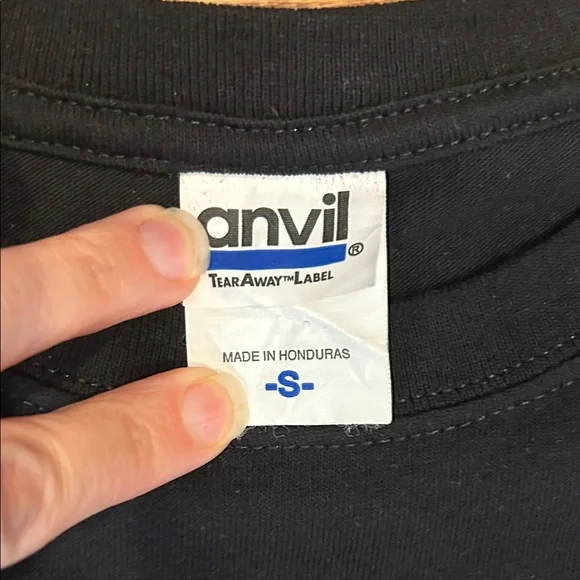 anvil®
TEARAWAY™LABEL
MADE IN HONDURAS
-S-